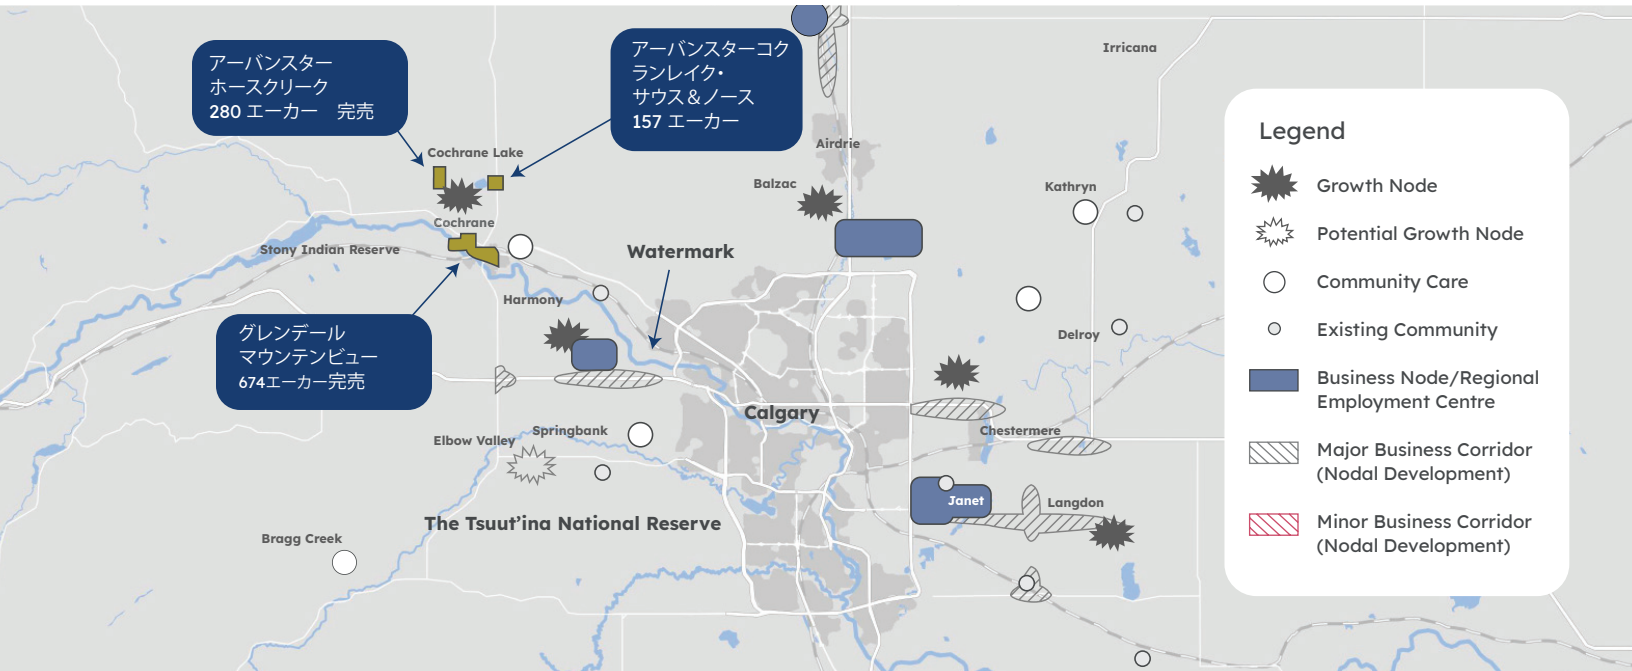 アーバンスター
ホースクリーク
280 エーカー　完売
アーバンスターコク
ランレイク・
サウス＆ノース
157 エーカー
グレンデール
マウンテンビュー
674エーカー完売
Irricana
Airdrie
Cochrane Lake
Balzac
Kathryn
Cochrane
Stony Indian Reserve
Watermark
Harmony
Delroy
Calgary
Chestermere
Springbank
Elbow Valley
Janet
Langdon
The Tsuut’ina National Reserve
Bragg Creek
Legend
Growth Node
Potential Growth Node
Community Care
Existing Community
Business Node/Regional
Employment Centre
Major Business Corridor
(Nodal Development)
Minor Business Corridor
(Nodal Development)